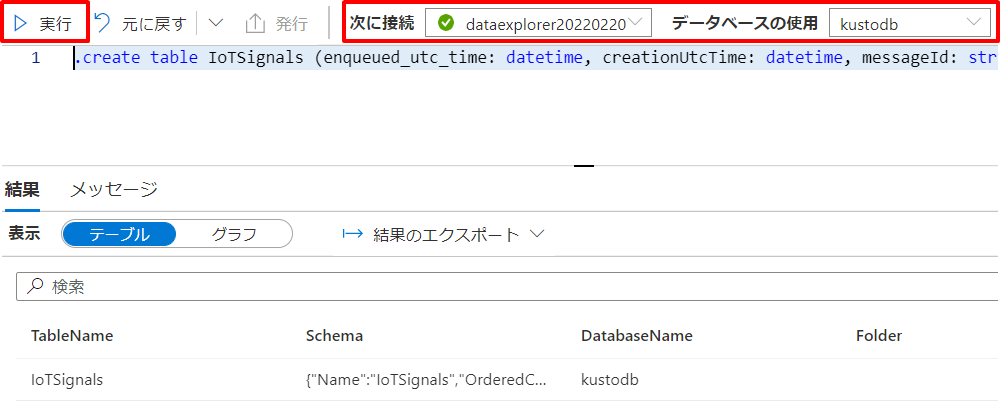 実行 元に戻す 発行 次に接続 dataexplorer20220220 データベースの使用 kustodb
1 .create table IoTSignals (enqueued_utc_time: datetime, creationUtcTime: datetime, messageId: str
結果 メッセージ
表示 テーブル グラフ 結果のエクスポート
検索
TableName Schema DatabaseName Folder
IoTSignals {"Name":"IoTSignals","OrderedC... kustodb